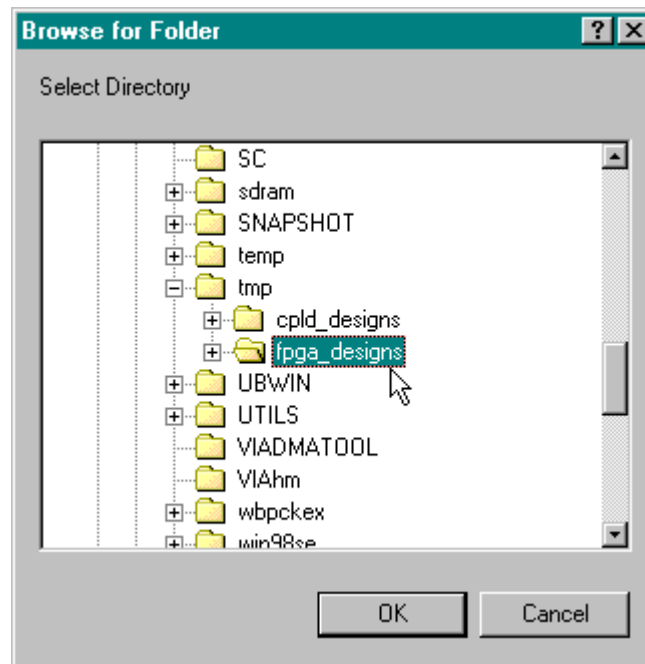 Browse for Folder
Select Directory
SC
sdram
SNAPSHOT
temp
tmp
cpld_designs
fpga_designs
UBWIN
UTILS
VIADMATOOL
VIAhm
wbpckex
win98se
OK Cancel